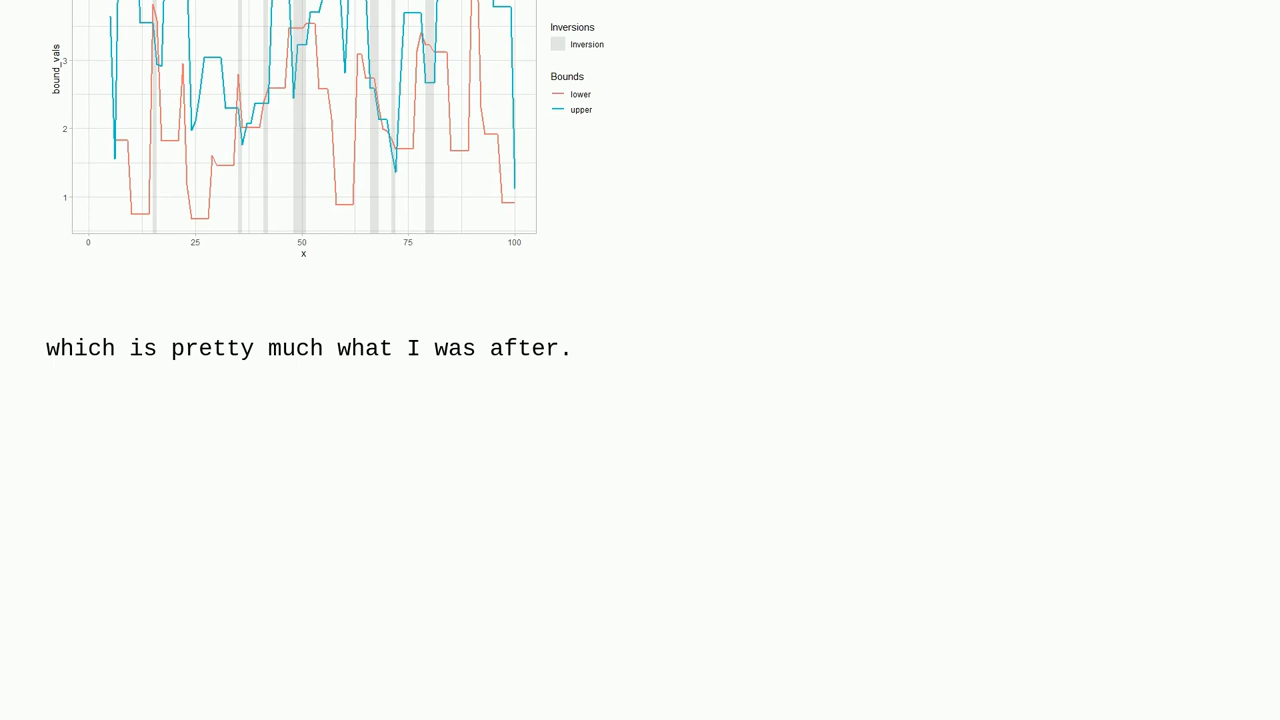 Inversions
Inversion
Bounds
lower
upper
bound_vals
3
2
1
0 25 50 75 100
x
which is pretty much what I was after.